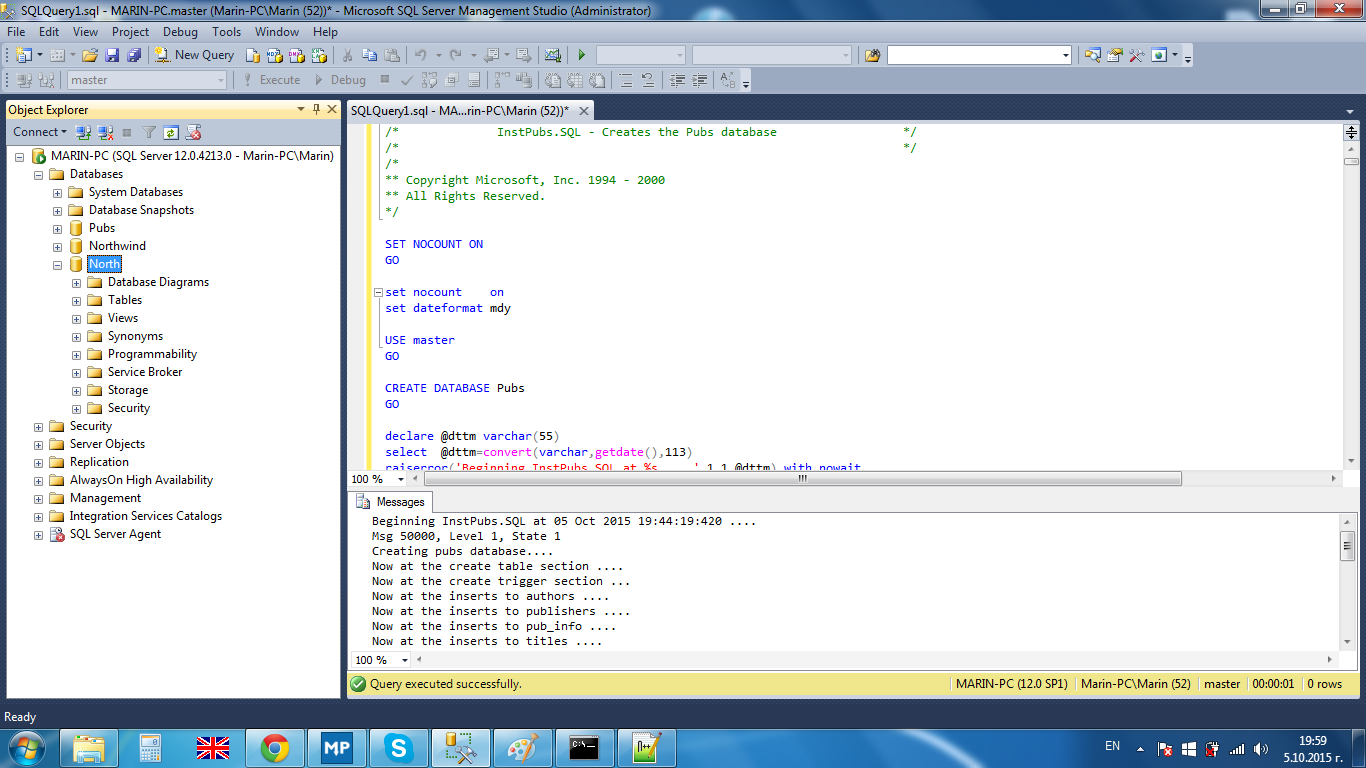 SQLQuery1.sql - MARIN-PC.master (Marin-PC\Marin (52))* - Microsoft SQL Server Management Studio (Administrator)
File Edit View Project Debug Tools Window Help
New Query
master Execute Debug
Object Explorer
Connect
MARIN-PC (SQL Server 12.0.4213.0 - Marin-PC\Marin)
Databases
System Databases
Database Snapshots
Pubs
Northwind
North
Database Diagrams
Tables
Views
Synonyms
Programmability
Service Broker
Storage
Security
Security
Server Objects
Replication
AlwaysOn High Availability
Management
Integration Services Catalogs
SQL Server Agent
SQLQuery1.sql - MA...rin-PC\Marin (52))*
/* InstPubs.SQL - Creates the Pubs database */
/* */
/*
** Copyright Microsoft, Inc. 1994 - 2000
** All Rights Reserved.
*/
SET NOCOUNT ON
GO
set nocount on
set dateformat mdy
USE master
GO
CREATE DATABASE Pubs
GO
declare @dttm varchar(55)
select @dttm=convert(varchar,getdate(),113)
raiserror('Beginning InstPubs.SQL at %s ....',1,1,@dttm) with nowait
100 %
Messages
Beginning InstPubs.SQL at 05 Oct 2015 19:44:19:420 ....
Msg 50000, Level 1, State 1
Creating pubs database....
Now at the create table section ....
Now at the create trigger section ...
Now at the inserts to authors ....
Now at the inserts to publishers ....
Now at the inserts to pub_info ....
Now at the inserts to titles ....
100 %
Query executed successfully. MARIN-PC (12.0 SP1) Marin-PC\Marin (52) master 00:00:01 0 rows
Ready
MP
C:\
EN
19:59
5.10.2015 г.